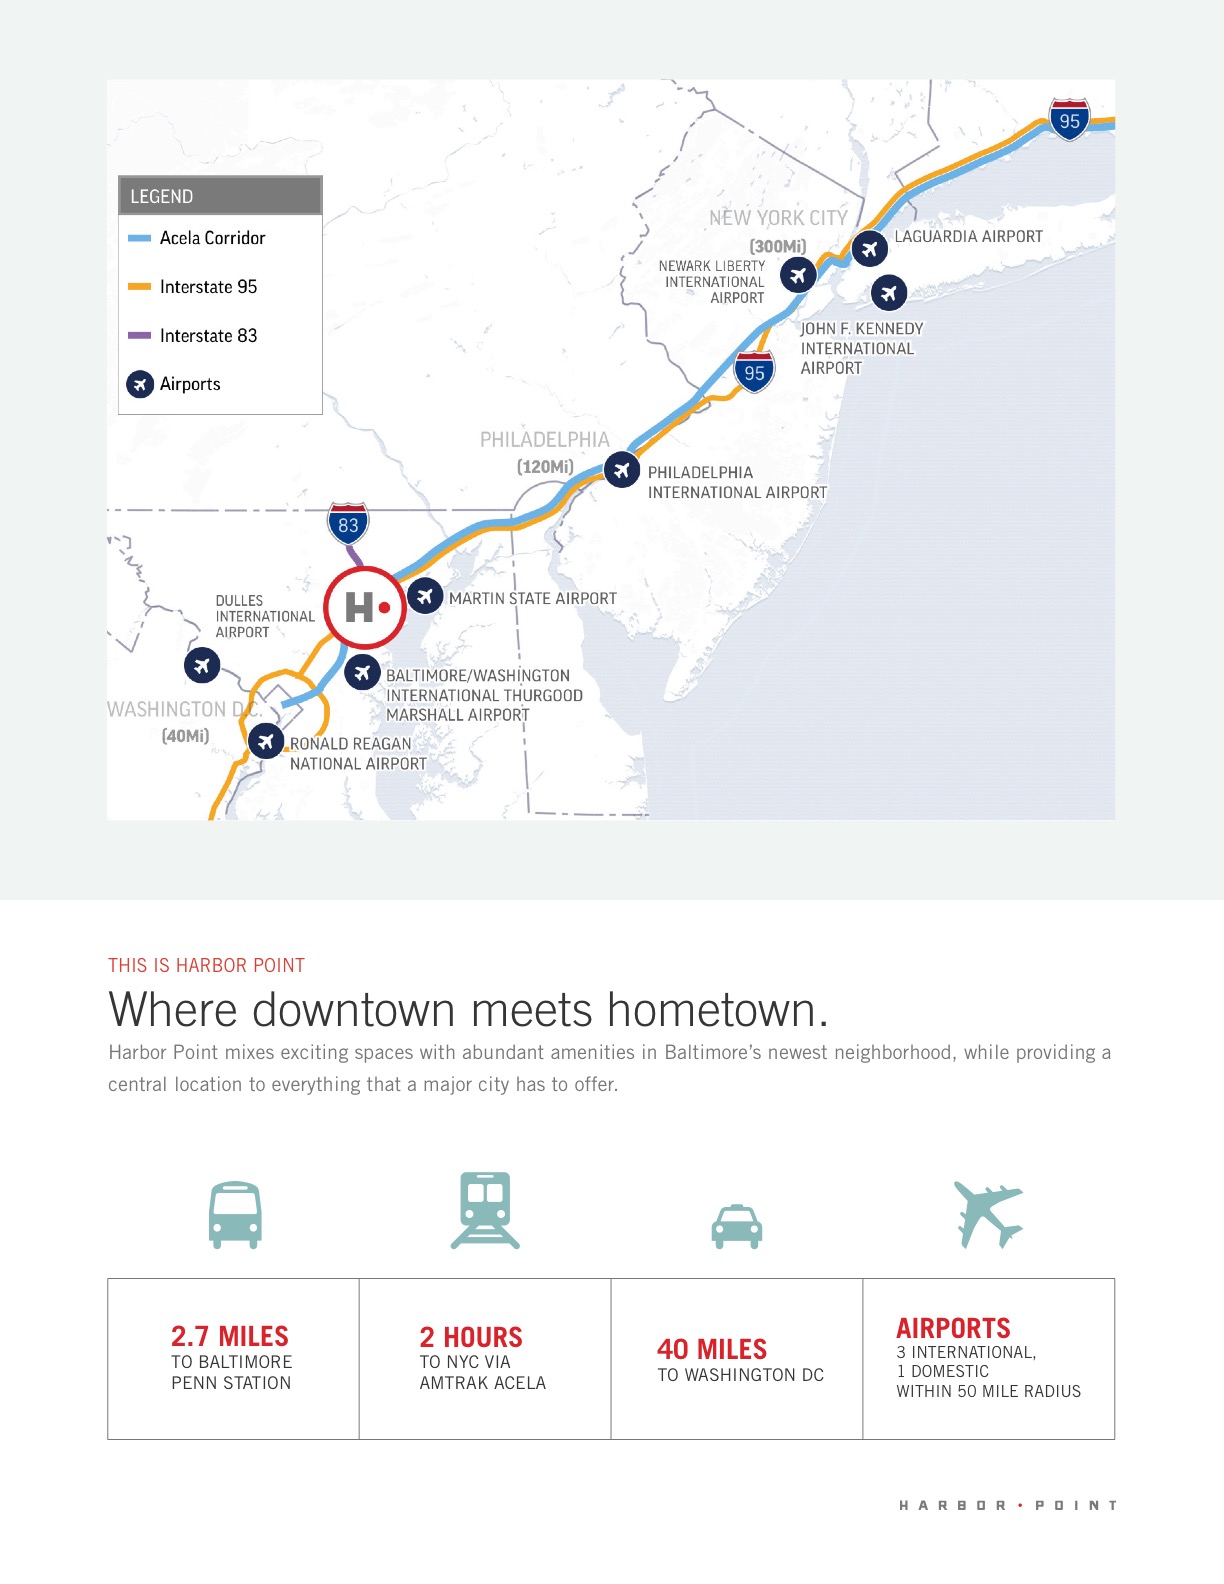 95
LEGEND
Acela Corridor
Interstate 95
Interstate 83
Airports
NEW YORK CITY
(300Mi)
LAGUARDIA AIRPORT
NEWARK LIBERTY
INTERNATIONAL
AIRPORT
JOHN F. KENNEDY
INTERNATIONAL
AIRPORT
95
PHILADELPHIA
(120Mi)
PHILADELPHIA
INTERNATIONAL AIRPORT
83
H
MARTIN STATE AIRPORT
DULLES
INTERNATIONAL
AIRPORT
BALTIMORE/WASHINGTON
INTERNATIONAL THURGOOD
MARSHALL AIRPORT
WASHINGTON D.C.
(40Mi)
RONALD REAGAN
NATIONAL AIRPORT
THIS IS HARBOR POINT
Where downtown meets hometown.
Harbor Point mixes exciting spaces with abundant amenities in Baltimore's newest neighborhood, while providing a
central location to everything that a major city has to offer.
2.7 MILES
TO BALTIMORE
PENN STATION
2 HOURS
TO NYC VIA
AMTRAK ACELA
40 MILES
TO WASHINGTON DC
AIRPORTS
3 INTERNATIONAL,
1 DOMESTIC
WITHIN 50 MILE RADIUS
HARBOR • POINT